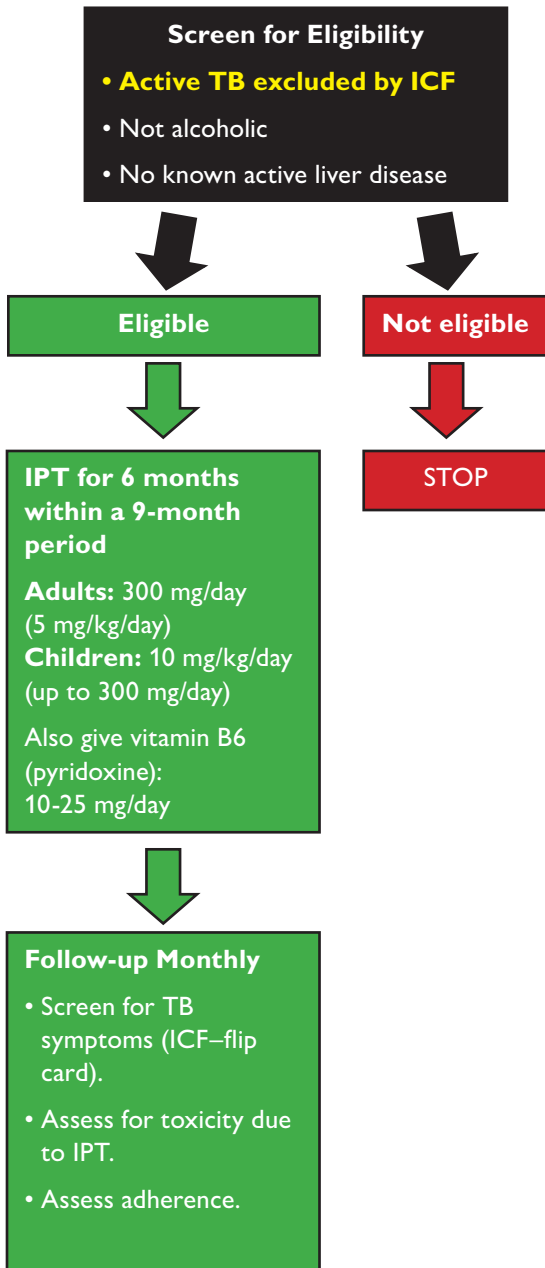 Screen for Eligibility
• Active TB excluded by ICF
• Not alcoholic
• No known active liver disease
Eligible
Not eligible
STOP
IPT for 6 months
within a 9-month
period
Adults: 300 mg/day
(5 mg/kg/day)
Children: 10 mg/kg/day
(up to 300 mg/day)
Also give vitamin B6
(pyridoxine):
10-25 mg/day
Follow-up Monthly
• Screen for TB
symptoms (ICF–flip
card).
• Assess for toxicity due
to IPT.
• Assess adherence.